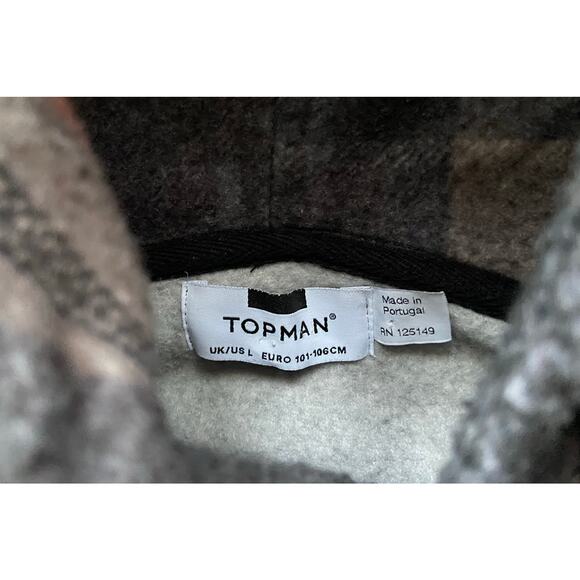 TOPMAN®
UK/US L EURO 101-106CM
Made in
Portugal
RN 125149